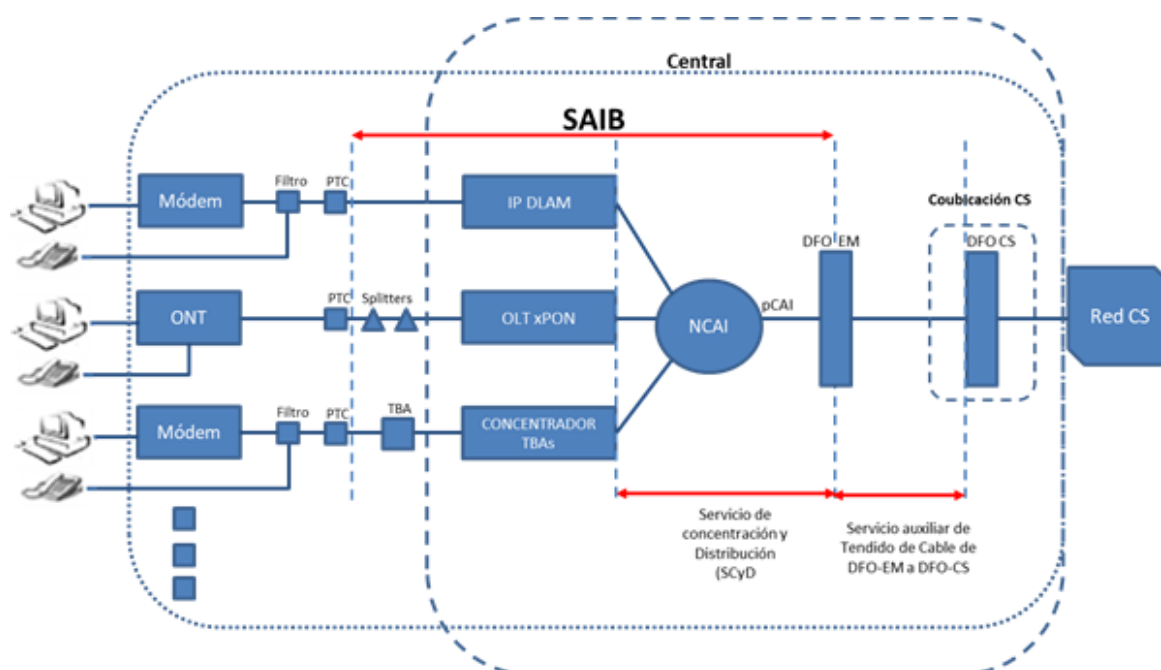 Central
SAIB
Filtro
PTC
Módem
IP DLAM
Coubicación CS
DFO EM
DFO CS
PTC
Splitters
ONT
OLT xPON
NCAI
pCAI
Red CS
Filtro
PTC
TBA
Módem
CONCENTRADOR
TBAs
Servicio de
concentración y
Distribución
(SCyD
Servicio auxiliar de
Tendido de Cable de
DFO-EM a DFO-CS